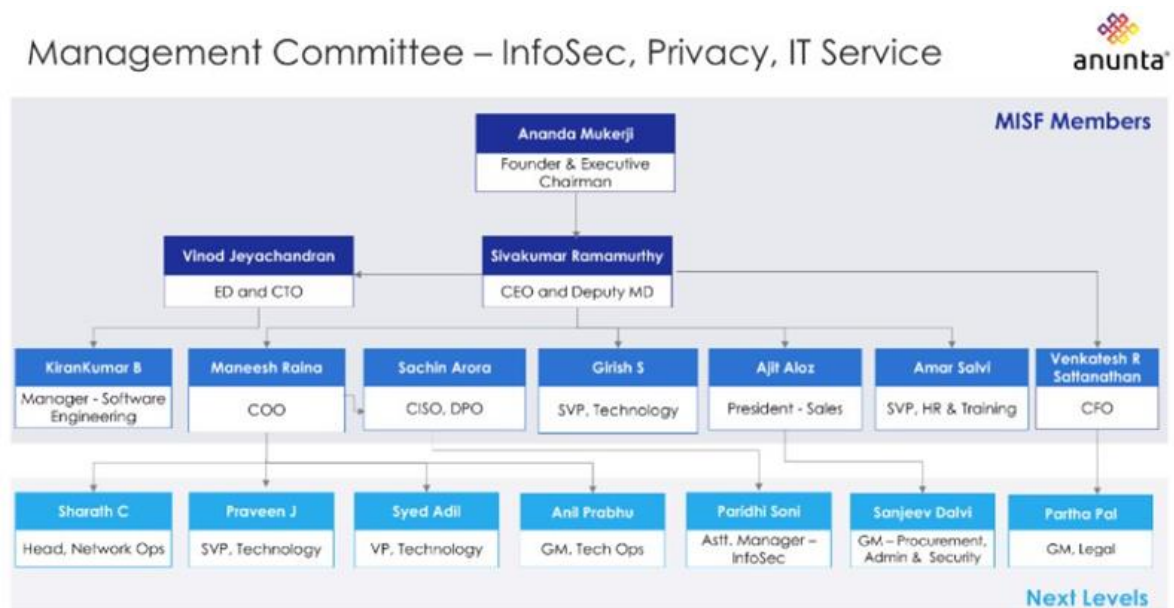 Management Committee – InfoSec, Privacy, IT Service
anunta
MISF Members
Ananda Mukerji
Founder & Executive
Chairman
Vinod Jeyachandran
ED and CTO
Sivakumar Ramamurthy
CEO and Deputy MD
KiranKumar B
Manager - Software
Engineering
Maneesh Raina
COO
Sachin Arora
CISO, DPO
Girish S
SVP, Technology
Ajit Aloz
President - Sales
Amar Salvi
SVP, HR & Training
Venkatesh R
Sattanathan
CFO
Sharath C
Head, Network Ops
Praveen J
SVP, Technology
Syed Adil
VP, Technology
Anil Prabhu
GM, Tech Ops
Paridhi Soni
Astt. Manager –
InfoSec
Sanjeev Dalvi
GM – Procurement,
Admin & Security
Partha Pal
GM, Legal
Next Levels